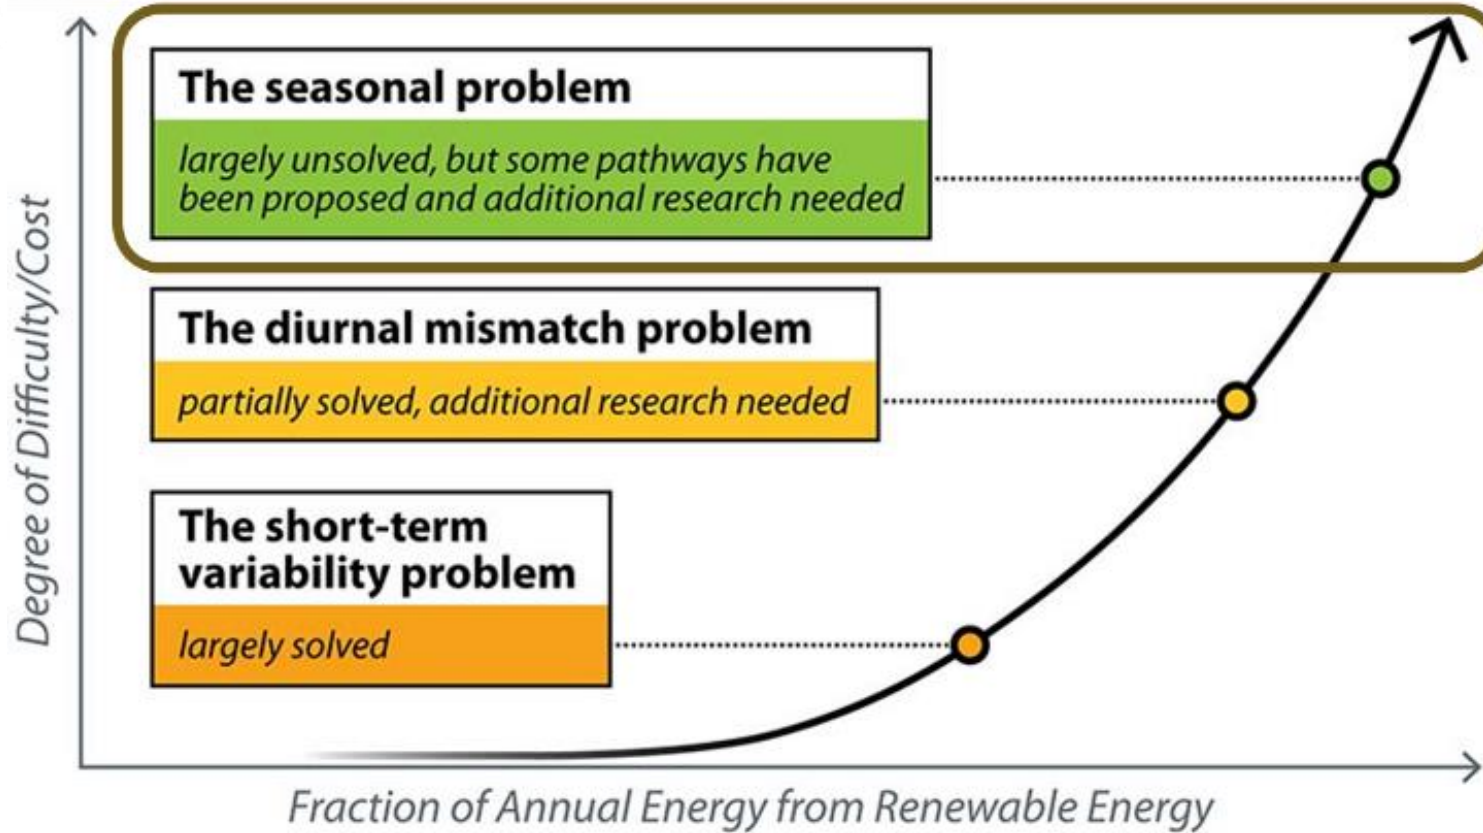 Degree of Difficulty/Cost
The seasonal problem
largely unsolved, but some pathways have
been proposed and additional research needed
The diurnal mismatch problem
partially solved, additional research needed
The short-term
variability problem
largely solved
Fraction of Annual Energy from Renewable Energy